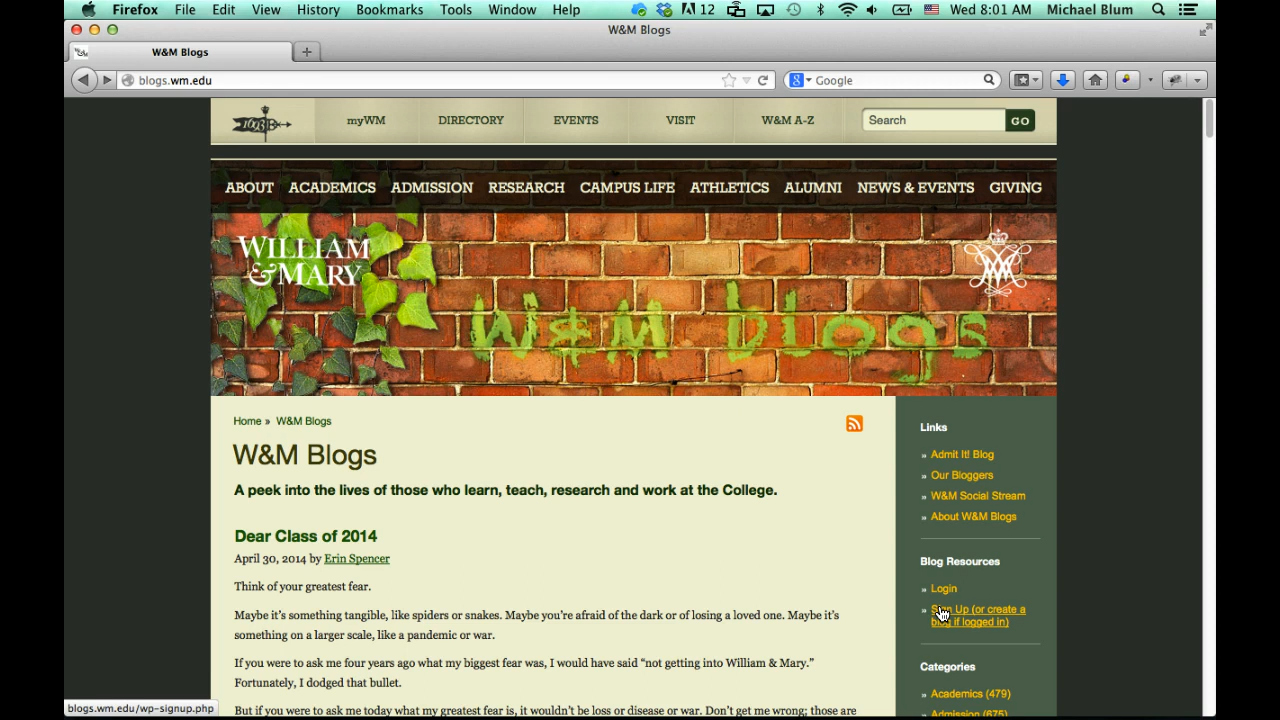 Firefox File Edit View History Bookmarks Tools Window Help 12 Wed 8:01 AM Michael Blum
W&M Blogs
W&M Blogs
blogs.wm.edu
Google
1693
myWM DIRECTORY EVENTS VISIT W&M A-Z
Search GO
ABOUT ACADEMICS ADMISSION RESEARCH CAMPUS LIFE ATHLETICS ALUMNI NEWS & EVENTS GIVING
WILLIAM
&MARY
W&M blogs
Home » W&M Blogs
W&M Blogs
A peek into the lives of those who learn, teach, research and work at the College.
Dear Class of 2014
April 30, 2014 by Erin Spencer
Think of your greatest fear.
Maybe it's something tangible, like spiders or snakes. Maybe you're afraid of the dark or of losing a loved one. Maybe it's
something on a larger scale, like a pandemic or war.
If you were to ask me four years ago what my biggest fear was, I would have said “not getting into William & Mary.”
Fortunately, I dodged that bullet.
But if you were to ask me today what my greatest fear is, it wouldn't be loss or disease or war. Don't get me wrong; those are
Links
» Admit It! Blog
» Our Bloggers
» W&M Social Stream
» About W&M Blogs
Blog Resources
» Login
» Sign Up (or create a
blog if logged in)
Categories
» Academics (479)
» Admission (675)
blogs.wm.edu/wp-signup.php